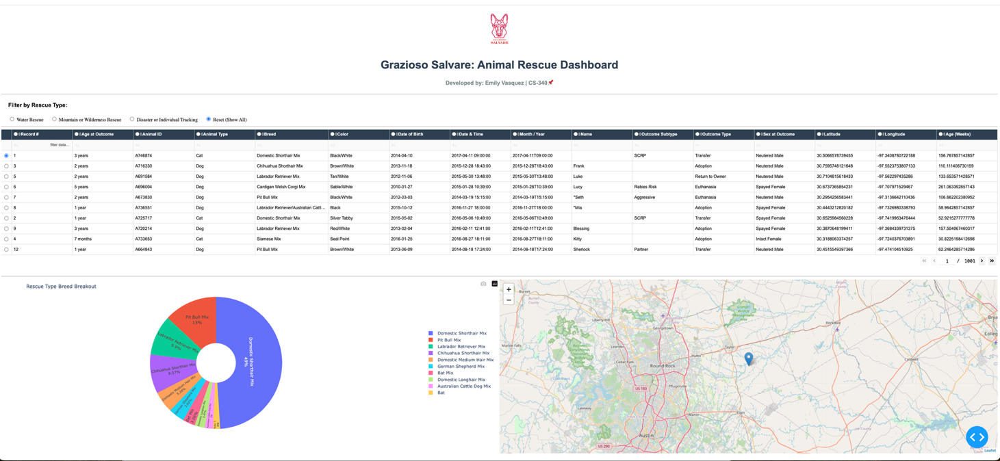 SALVARE
Grazioso Salvare: Animal Rescue Dashboard
Developed by: Emily Vasquez | CS-340
Filter by Rescue Type:
Water Rescue Mountain or Wilderness Rescue Disaster or Individual Tracking Reset (Show All)
Record # Age at Outcome Animal ID Animal Type Breed Color Date of Birth Date & Time Month / Year Name Outcome Subtype Outcome Type Sex at Outcome Latitude Longitude Age (Weeks)
filter data...
1 3 years A746874 Cat Domestic Shorthair Mix Black/White 2014-04-10 2017-04-11 09:00:00 2017-04-11T09:00:00 SCRP Transfer Neutered Male 30.5066578739455 -97.3408780722188 156.767857142857
3 2 years A716330 Dog Chihuahua Shorthair Mix Brown/White 2013-11-18 2015-12-28 18:43:00 2015-12-28T18:43:00 Frank Adoption Neutered Male 30.7595748121648 -97.5523753807133 110.111408730159
5 2 years A691584 Dog Labrador Retriever Mix Tan/White 2012-11-06 2015-05-30 13:48:00 2015-05-30T13:48:00 Luke Return to Owner Neutered Male 30.7104815618433 -97.562297435286 133.653571428571
6 5 years A696004 Dog Cardigan Welsh Corgi Mix Sable/White 2010-01-27 2015-01-28 10:39:00 2015-01-28T10:39:00 Lucy Rabies Risk Euthanasia Spayed Female 30.6737365854231 -97.707971529467 261.063392857143
7 2 years A673830 Dog Pit Bull Mix Black/White 2012-03-03 2014-03-19 15:15:00 2014-03-19T15:15:00 *Seth Aggressive Euthanasia Neutered Male 30.2954256583441 -97.3136642110436 106.662202380952
8 1 year A736551 Dog Labrador Retriever/Australian Cattl... Black 2015-10-12 2016-11-27 18:00:00 2016-11-27T18:00:00 *Mia Adoption Spayed Female 30.4443212820182 -97.7326980338793 58.9642857142857
2 1 year A725717 Cat Domestic Shorthair Mix Silver Tabby 2015-05-02 2016-05-06 10:49:00 2016-05-06T10:49:00 SCRP Transfer Spayed Female 30.6525984560228 -97.7419963476444 52.9215277777778
9 3 years A720214 Dog Labrador Retriever Mix Red/White 2013-02-04 2016-02-11 12:41:00 2016-02-11T12:41:00 Blessing Adoption Spayed Female 30.3870648199411 -97.3684339731375 157.504067460317
4 7 months A733653 Cat Siamese Mix Seal Point 2016-01-25 2016-08-27 18:11:00 2016-08-27T18:11:00 Kitty Adoption Intact Female 30.3188063374257 -97.7240376703891 30.8225198412698
12 1 year A664843 Dog Pit Bull Mix Brown/White 2013-06-09 2014-08-18 17:24:00 2014-08-18T17:24:00 Sherlock Partner Transfer Neutered Male 30.4515549397366 -97.474104510925 62.2464285714286
1 / 1001
Rescue Type Breed Breakout
Domestic Shorthair Mix
49%
Pit Bull Mix
13%
Labrador Retriever Mix
9.9%
Chihuahua Shorthair Mix
9.57%
Domestic Medium Hair Mix
German Shepherd Mix
Bat Mix
Domestic Shorthair Mix
Pit Bull Mix
Labrador Retriever Mix
Chihuahua Shorthair Mix
Domestic Medium Hair Mix
German Shepherd Mix
Bat Mix
Domestic Longhair Mix
Australian Cattle Dog Mix
Bat
+
−
Burnet
Burnet County
Liberty Hill
Georgetown
Granger Wildlife Management Area
Rockdale
Marble Falls
Leander
Cedar Park
Hutto
Taylor
Round Rock
Caldwell
US 183
Pflugerville
Lakeway
Manor
Elgin
Lee County
Austin
US 290
Leaflet